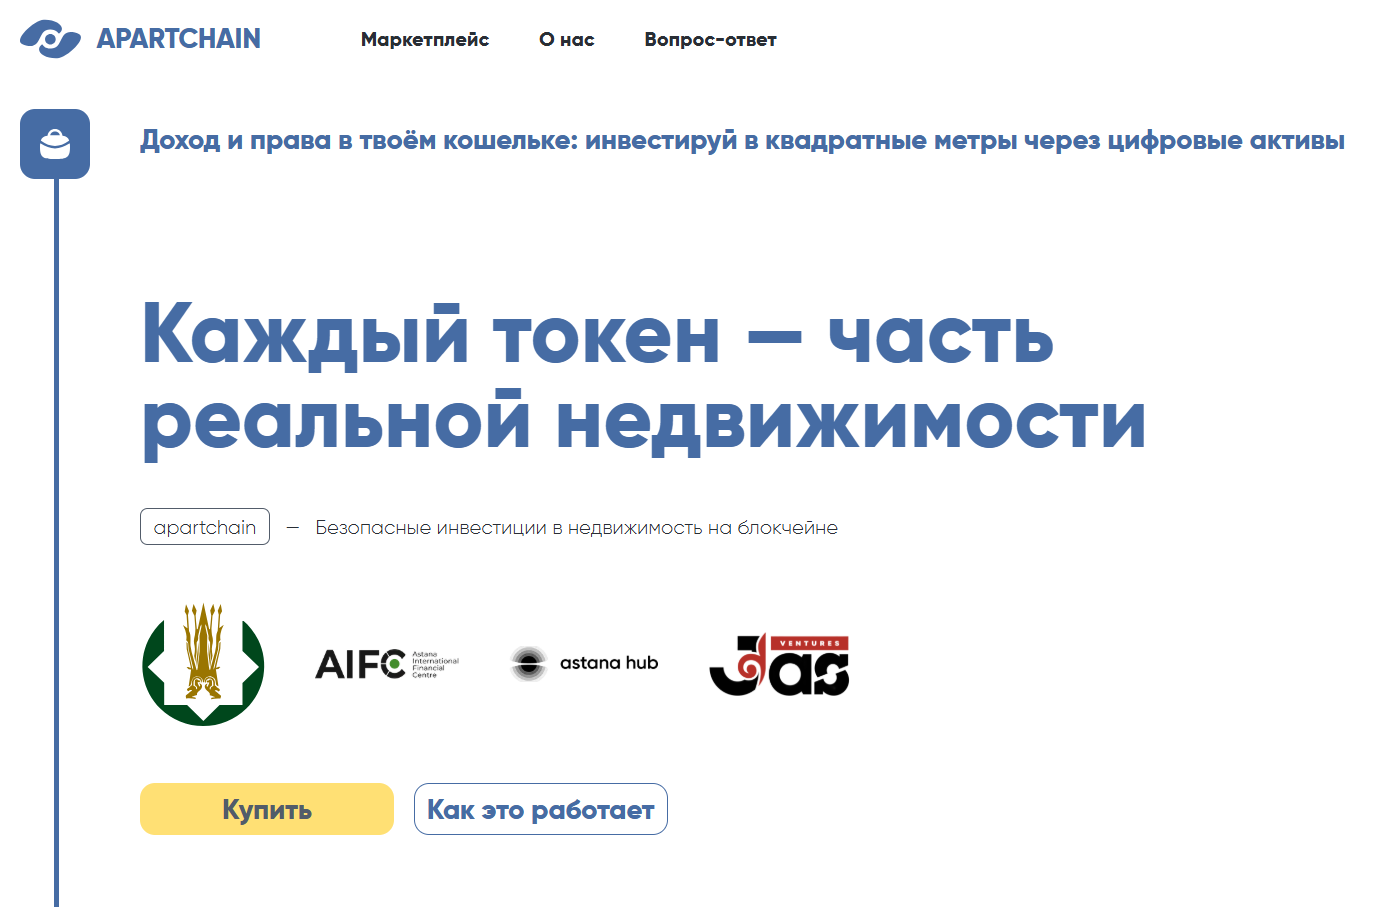 APARTCHAIN
Маркетплейс
О нас
Вопрос-ответ
Доход и права в твоём кошельке: инвестируй в квадратные метры через цифровые активы
Каждый токен — часть
реальной недвижимости
apartchain — Безопасные инвестиции в недвижимость на блокчейне
AIFC
Astana
International
Financial
Centre
astana hub
VENTURES
Jas
Купить
Как это работает